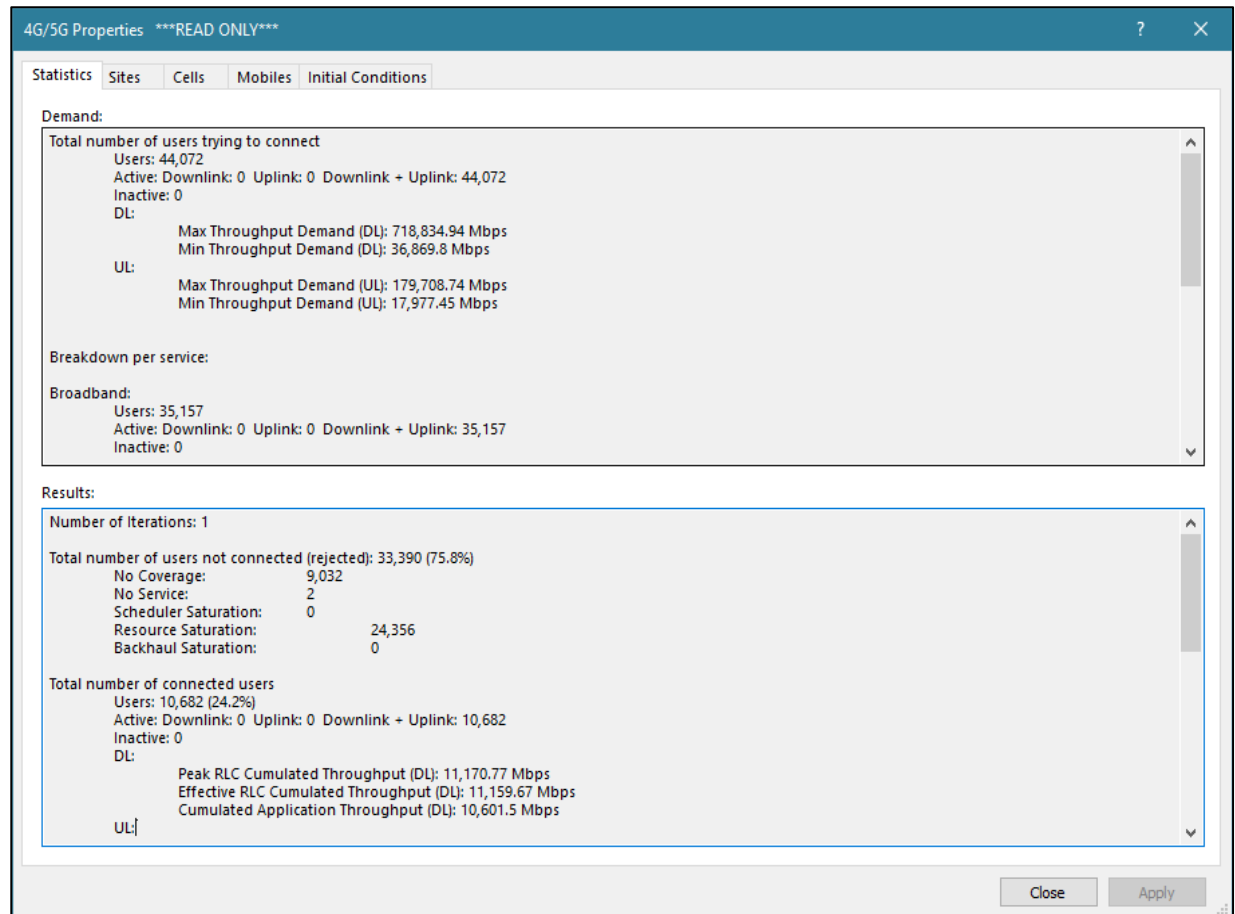 4G/5G Properties ***READ ONLY***
Statistics Sites Cells Mobiles Initial Conditions
Demand:
Total number of users trying to connect
Users: 44,072
Active: Downlink: 0 Uplink: 0 Downlink + Uplink: 44,072
Inactive: 0
DL:
Max Throughput Demand (DL): 718,834.94 Mbps
Min Throughput Demand (DL): 36,869.8 Mbps
UL:
Max Throughput Demand (UL): 179,708.74 Mbps
Min Throughput Demand (UL): 17,977.45 Mbps
Breakdown per service:
Broadband:
Users: 35,157
Active: Downlink: 0 Uplink: 0 Downlink + Uplink: 35,157
Inactive: 0
Results:
Number of Iterations: 1
Total number of users not connected (rejected): 33,390 (75.8%)
No Coverage: 9,032
No Service: 2
Scheduler Saturation: 0
Resource Saturation: 24,356
Backhaul Saturation: 0
Total number of connected users
Users: 10,682 (24.2%)
Active: Downlink: 0 Uplink: 0 Downlink + Uplink: 10,682
Inactive: 0
DL:
Peak RLC Cumulated Throughput (DL): 11,170.77 Mbps
Effective RLC Cumulated Throughput (DL): 11,159.67 Mbps
Cumulated Application Throughput (DL): 10,601.5 Mbps
UL:
Close Apply